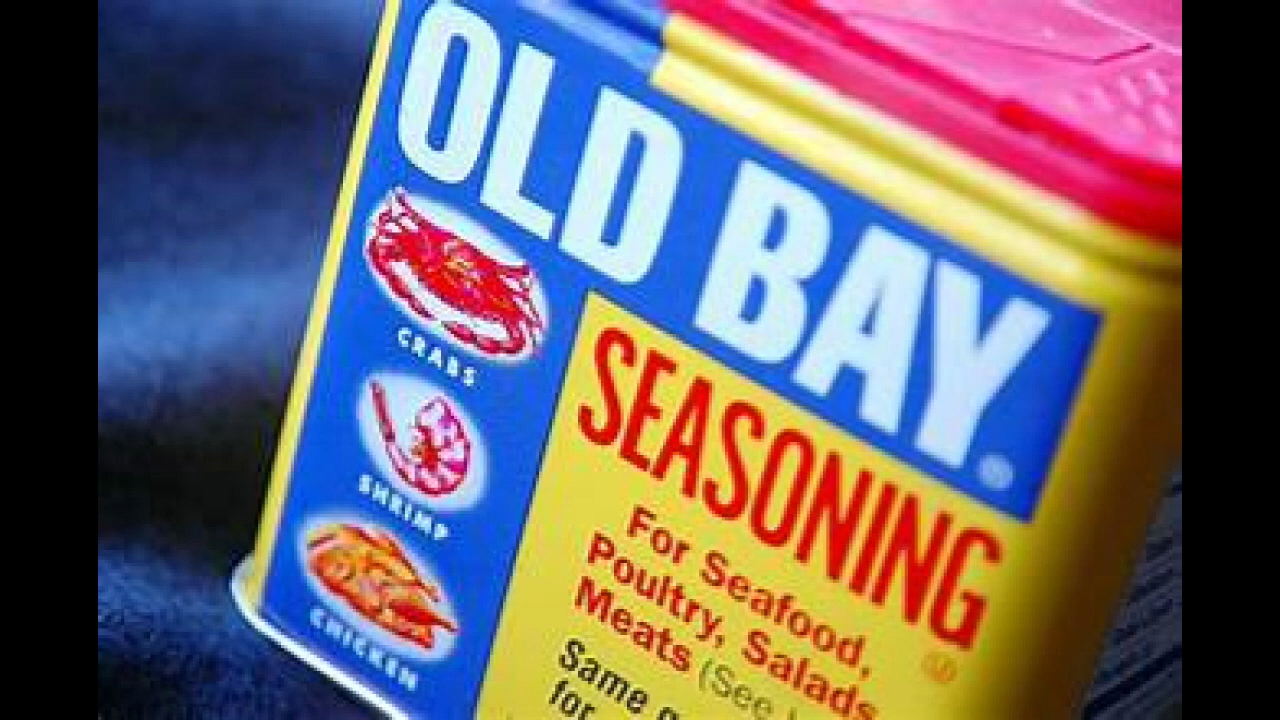 OLD BAY®
SEASONING
CRABS
SHRIMP
CHICKEN
For Seafood,
Poultry, Salads
Meats (See
Same
for